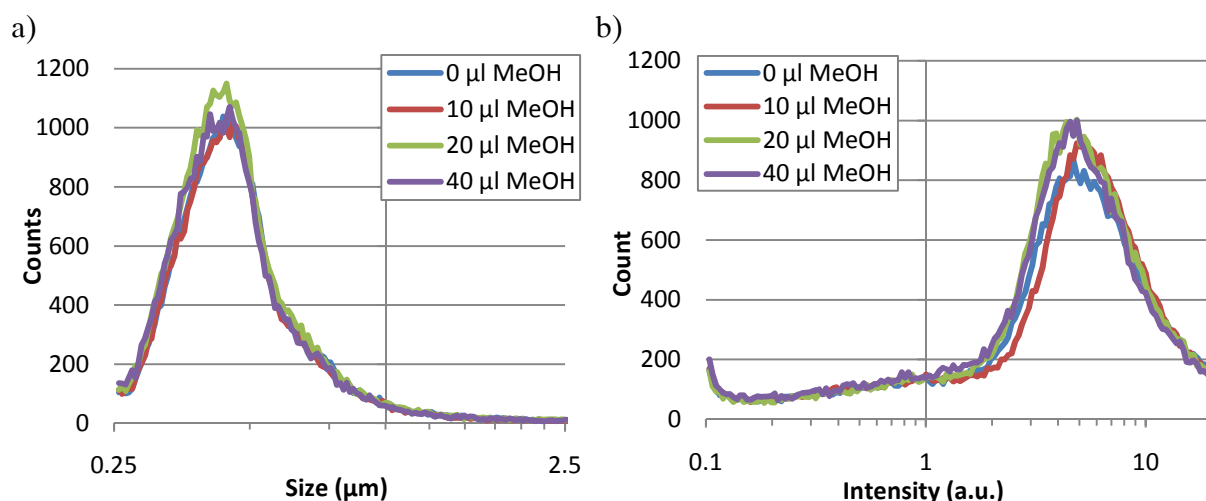 a)
1200
1000
800
600
400
200
0
Counts
0.25
2.5
Size (µm)
0 µl MeOH
10 µl MeOH
20 µl MeOH
40 µl MeOH
b)
1200
1000
800
600
400
200
0
Count
0.1
1
10
Intensity (a.u.)
0 µl MeOH
10 µl MeOH
20 µl MeOH
40 µl MeOH